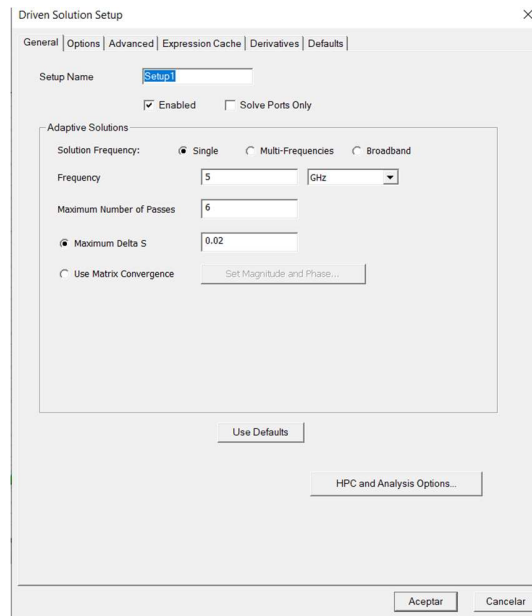 Driven Solution Setup
General Options Advanced Expression Cache Derivatives Defaults
Setup Name Setup1
Enabled Solve Ports Only
Adaptive Solutions
Solution Frequency: Single Multi-Frequencies Broadband
Frequency 5 GHz
Maximum Number of Passes 6
Maximum Delta S 0.02
Use Matrix Convergence Set Magnitude and Phase...
Use Defaults
HPC and Analysis Options...
Aceptar Cancelar